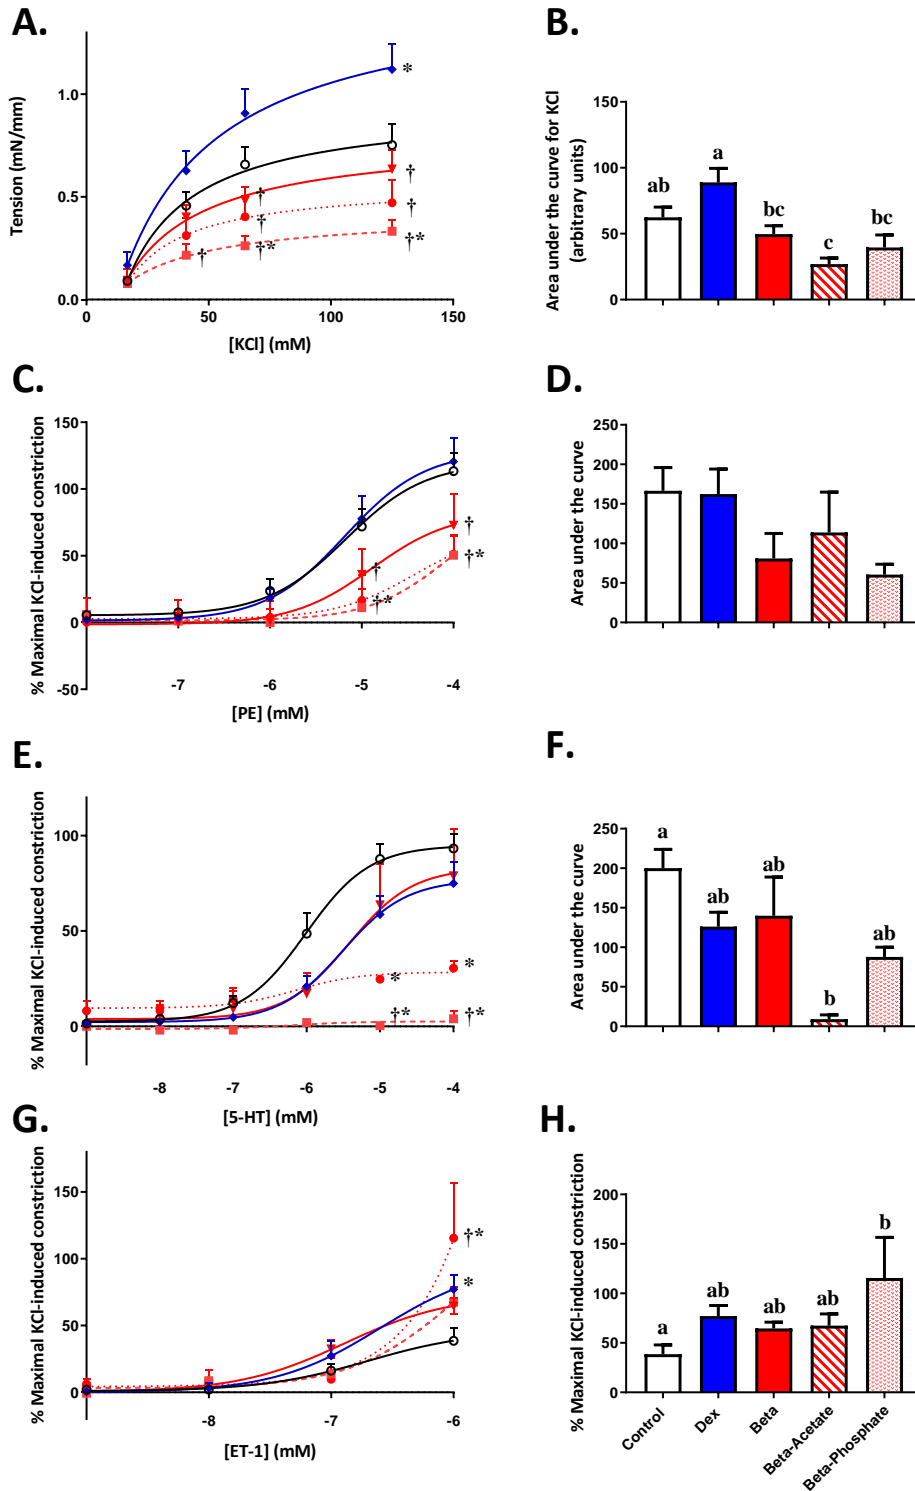 A.
Tension (mN/mm)
1.0
0.5
0.0
0 50 100 150
[KCl] (mM)
*
†
†
†
†
†*
†
†*
B.
Area under the curve for KCl
(arbitrary units)
150
100
50
0
ab a bc c bc
C.
% Maximal KCl-induced constriction
150
100
50
0
-50
-7 -6 -5 -4
[PE] (mM)
†
†*
†
†*
D.
Area under the curve
250
200
150
100
50
0
E.
% Maximal KCl-induced constriction
100
50
0
-8 -7 -6 -5 -4
[5-HT] (mM)
*
*
†*
†*
F.
Area under the curve
250
200
150
100
50
0
a ab ab b ab
G.
% Maximal KCl-induced constriction
150
100
50
0
-8 -7 -6
[ET-1] (mM)
†*
*
H.
% Maximal KCl-induced constriction
200
150
100
50
0
a ab ab ab b
Control Dex Beta Beta-Acetate Beta-Phosphate